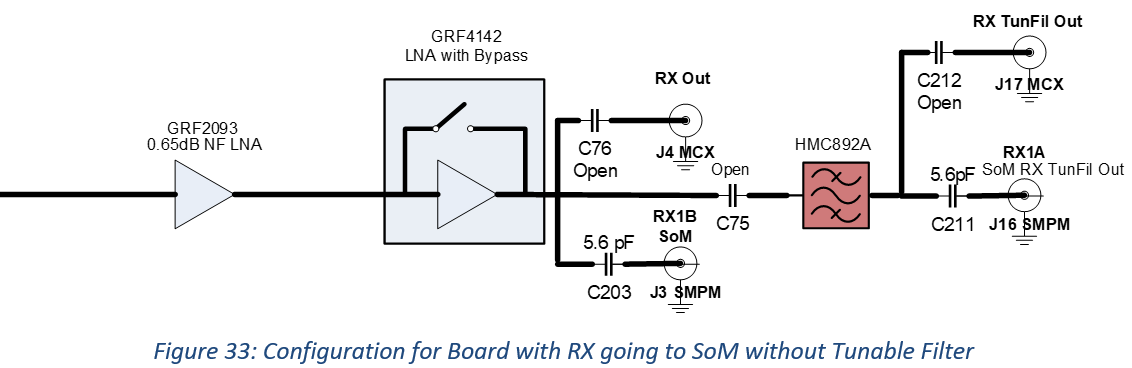 GRF4142
LNA with Bypass
GRF2093
0.65dB NF LNA
RX Out
C76
Open
J4 MCX
RX1B
SoM
5.6 pF
C203
J3 SMPM
Open
C75
HMC892A
RX TunFil Out
C212
Open
J17 MCX
RX1A
SoM RX TunFil Out
5.6pF
C211
J16 SMPM
Figure 33: Configuration for Board with RX going to SoM without Tunable Filter